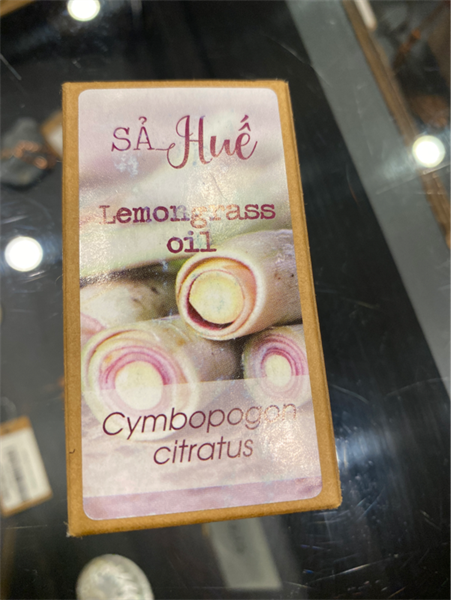 SẢ Huế
Lemongrass
oil
Cymbopogon
citratus